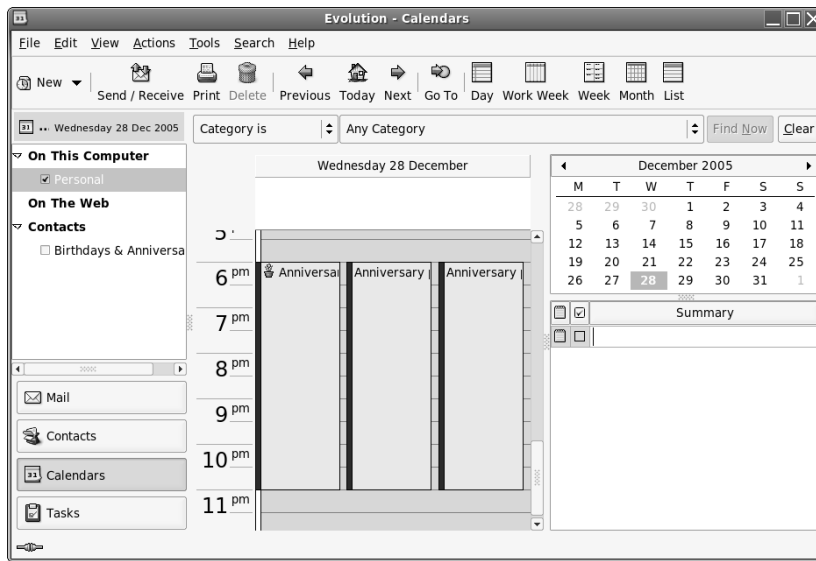 Evolution - Calendars
File Edit View Actions Tools Search Help
New
Send / Receive Print Delete Previous Today Next Go To Day Work Week Week Month List
31 ... Wednesday 28 Dec 2005
Category is Any Category Find Now Clear
On This Computer
Personal
On The Web
Contacts
Birthdays & Anniversa
Mail
Contacts
31 Calendars
Tasks
Wednesday 28 December
6 pm Anniversa Anniversary Anniversary
7 pm
8 pm
9 pm
10 pm
11 pm
December 2005
M T W T F S S
28 29 30 1 2 3 4
5 6 7 8 9 10 11
12 13 14 15 16 17 18
19 20 21 22 23 24 25
26 27 28 29 30 31 1
Summary